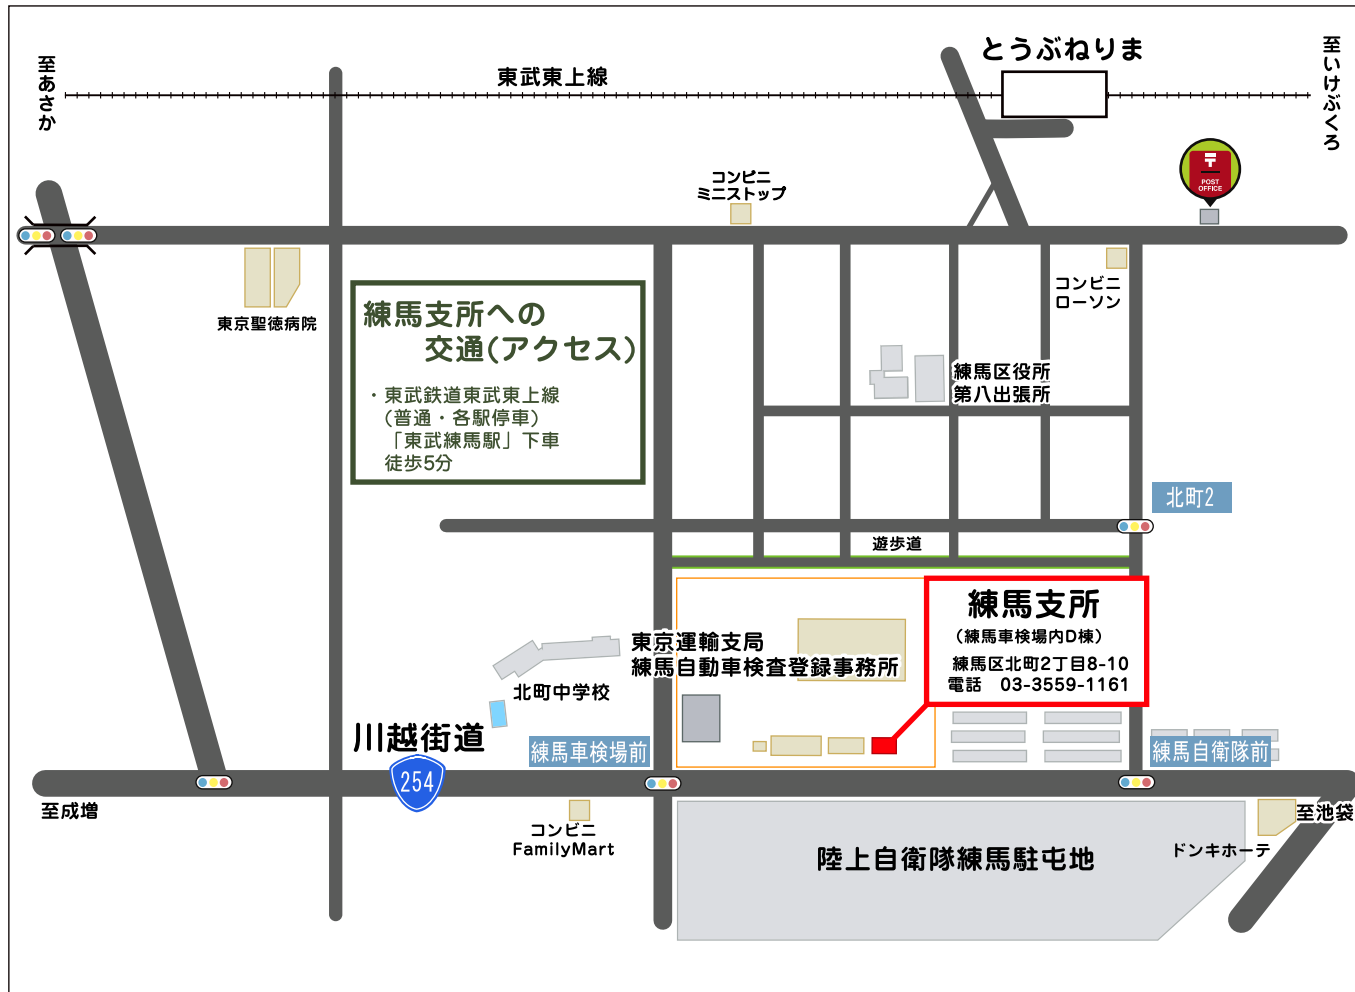 とうぶねりま
至あさか
東武東上線
至いけぶくろ
コンビニ
ミニストップ
〒
POST
OFFICE
東京聖徳病院
コンビニ
ローソン
練馬支所への
交通(アクセス)
・東武鉄道東武東上線
(普通・各駅停車)
「東武練馬駅」下車
徒歩5分
練馬区役所
第八出張所
北町2
遊歩道
練馬支所
(練馬車検場内D棟)
練馬区北町2丁目8-10
電話 03-3559-1161
東京運輸支局
練馬自動車検査登録事務所
北町中学校
川越街道
254
練馬車検場前
練馬自衛隊前
至成増
至池袋
コンビニ
FamilyMart
陸上自衛隊練馬駐屯地
ドンキホーテ